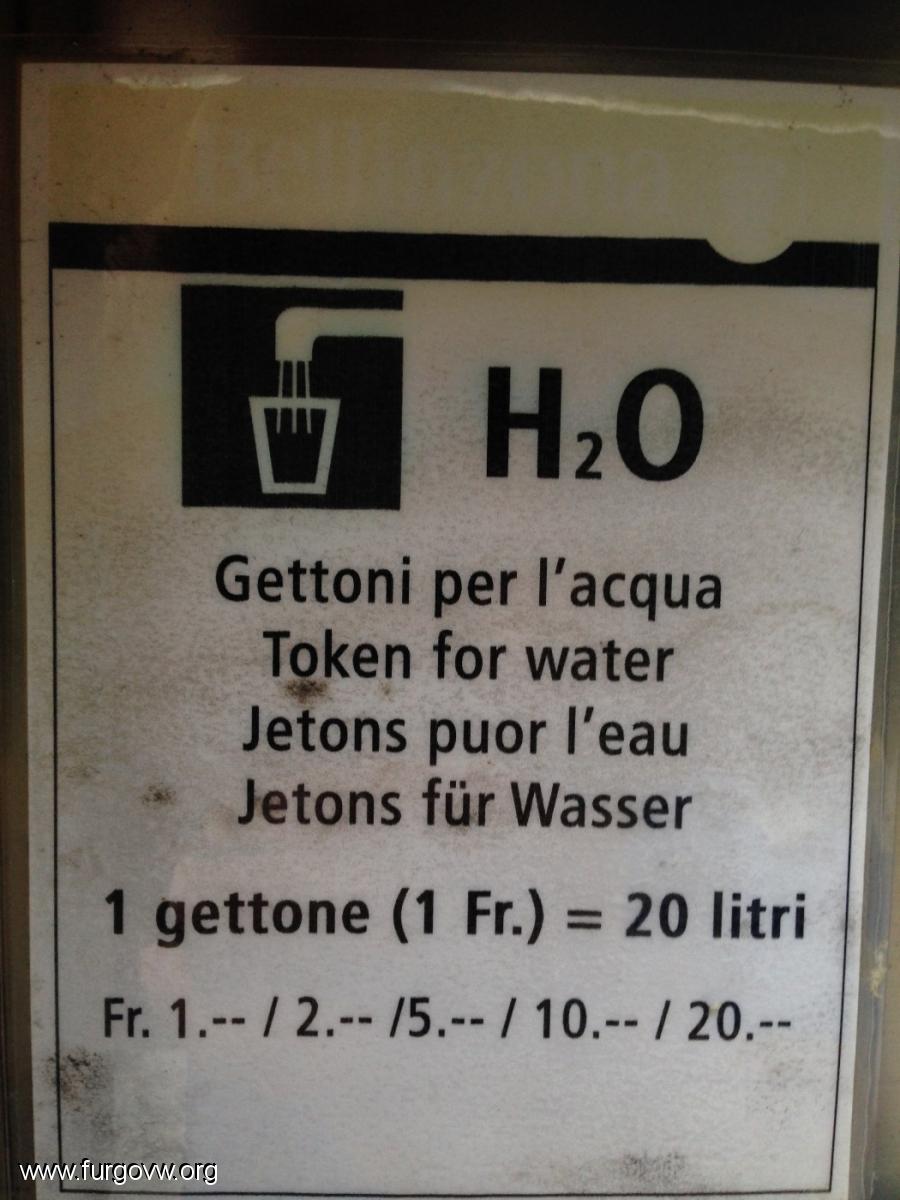 Bellinzona
H₂O
Gettoni per l'acqua
Token for water
Jetons puor l'eau
Jetons für Wasser
1 gettone (1 Fr.) = 20 litri
Fr. 1.-- / 2.-- /5.-- / 10.-- / 20.--
www.furgovw.org